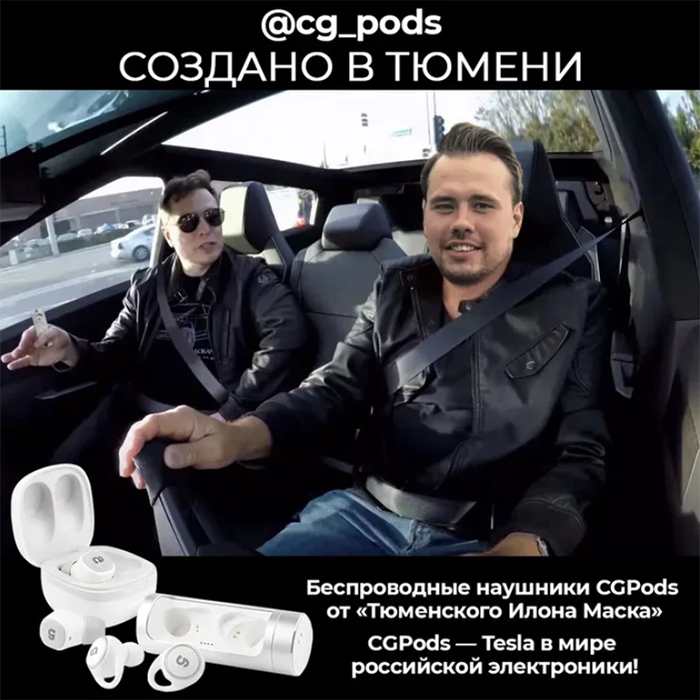 @cg_pods
СОЗДАНО В ТЮМЕНИ
Беспроводные наушники CGPods
от «Тюменского Илона Маска»
CGPods — Tesla в мире
российской электроники!